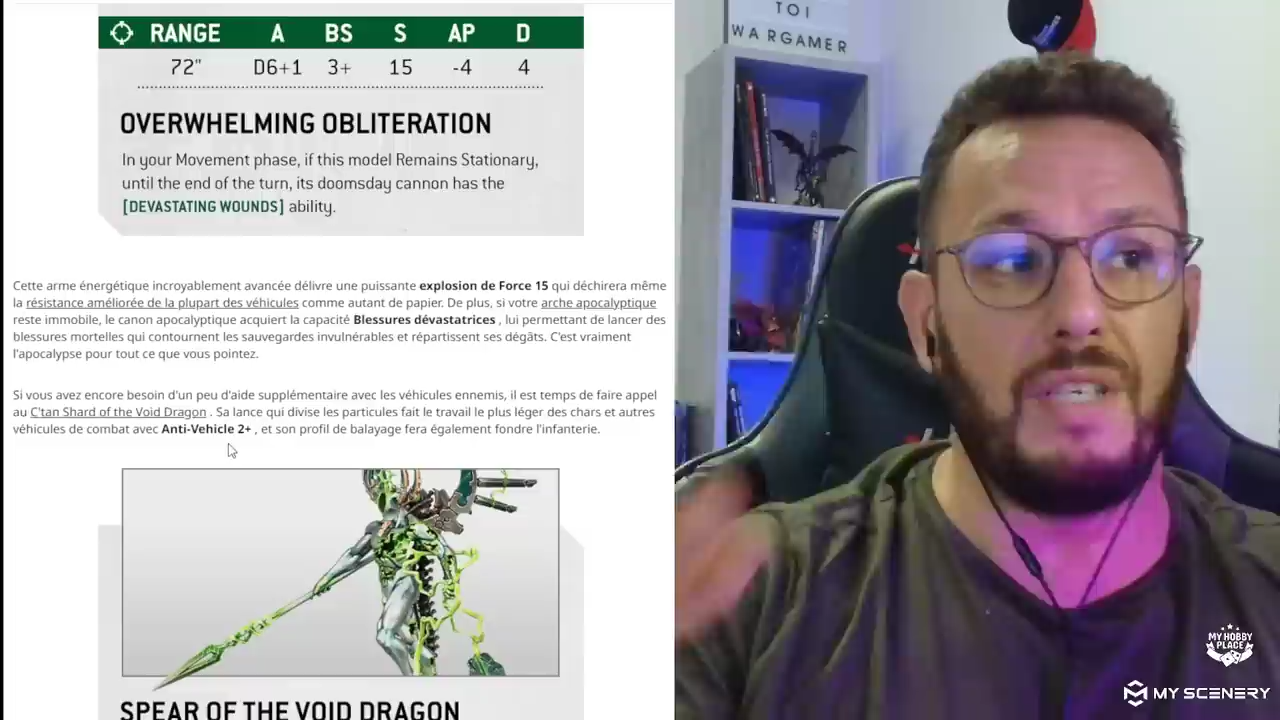 RANGE A BS S AP D
72" D6+1 3+ 15 -4 4
OVERWHELMING OBLITERATION
In your Movement phase, if this model Remains Stationary,
until the end of the turn, its doomsday cannon has the
[DEVASTATING WOUNDS] ability.
Cette arme énergétique incroyablement avancée délivre une puissante explosion de Force 15 qui déchirera même
la résistance améliorée de la plupart des véhicules comme autant de papier. De plus, si votre arche apocalyptique
reste immobile, le canon apocalyptique acquiert la capacité Blessures dévastatrices , lui permettant de lancer des
blessures mortelles qui contournent les sauvegardes invulnérables et répartissent ses dégâts. C'est vraiment
l'apocalypse pour tout ce que vous pointez.
Si vous avez encore besoin d'un peu d'aide supplémentaire avec les véhicules ennemis, il est temps de faire appel
au C'tan Shard of the Void Dragon . Sa lance qui divise les particules fait le travail le plus léger des chars et autres
véhicules de combat avec Anti-Vehicle 2+ , et son profil de balayage fera également fondre l'infanterie.
SPEAR OF THE VOID DRAGON
TOI
WARGAMER
MY HOBBY
PLACE
MY SCENERY